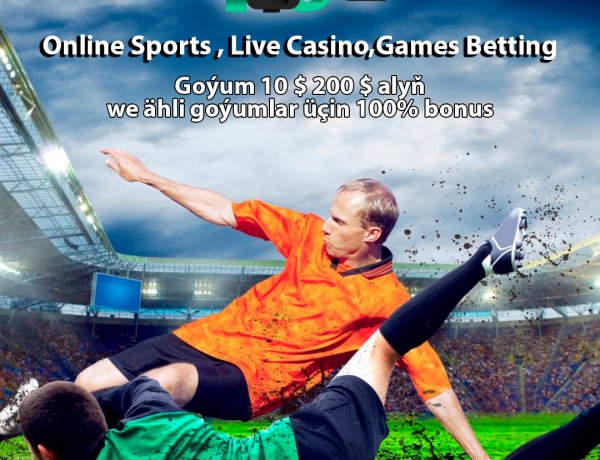 Online Sports , Live Casino,Games Betting
Goýum 10 $ 200 $ alyň
we ähli goýumlar üçin 100% bonus